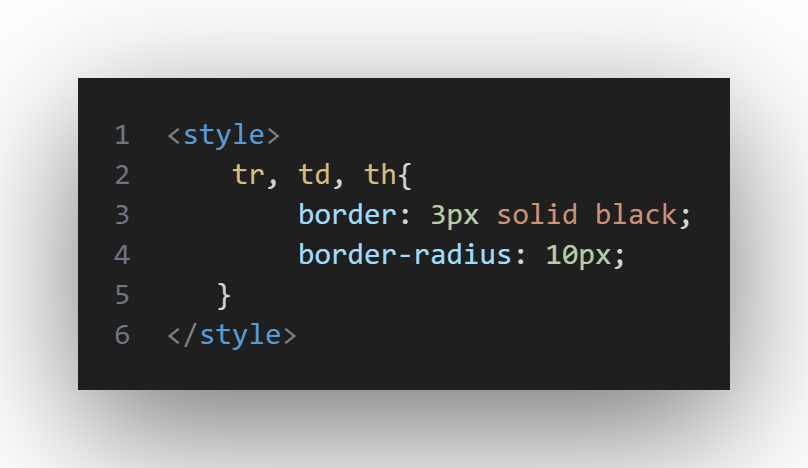 1 <style>
2 tr, td, th{
3 border: 3px solid black;
4 border-radius: 10px;
5 }
6 </style>